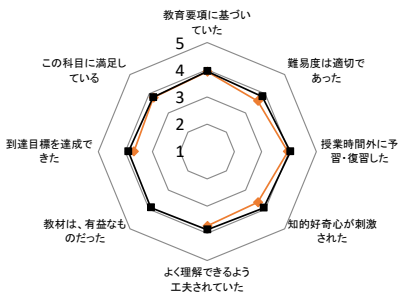 教育要項に基づい
ていた
難易度は適切で
あった
授業時間外に予
習・復習した
知的好奇心が刺激
された
よく理解できるよう
工夫されていた
教材は、有益なも
のだった
到達目標を達成で
きた
この科目に満足し
ている
5
4
3
2
1